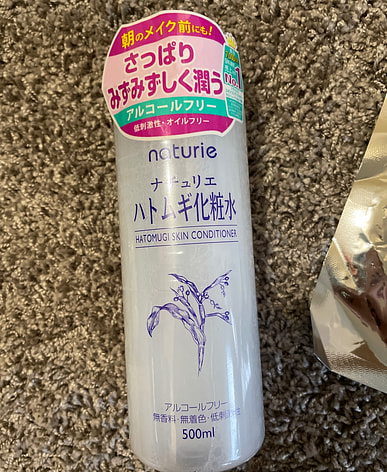 朝のメイク前にも!
さっぱり
みずみずしく潤う
アルコールフリー
低刺激性・オイルフリー
No.1
naturie
ナチュリエ
ハトムギ化粧水
HATOMUGI SKIN CONDITIONER
アルコールフリー
無香料・無着色・低刺激性
500ml